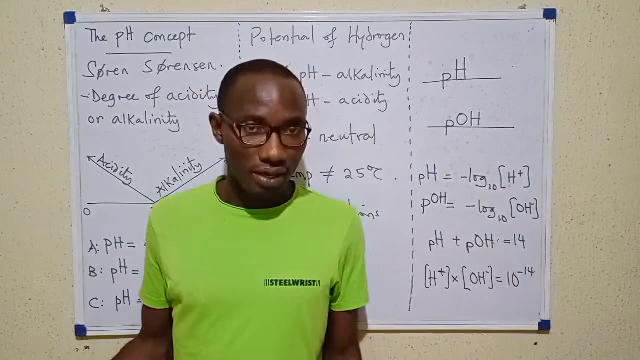 The pH concept
Søren Sørensen.
- Degree of acidity
or alkalinity
Acidity
Alkalinity
0
A: pH =
B: pH =
C: pH =
Potential of Hydrogen
pH - alkalinity
H - acidity
- neutral
≠ 25°C.
pH
pOH
pH = -log10[H+]
pOH = -log10[OH-]
pH + pOH = 14
[H+] x [OH-] = 10-14
STEELWRIST